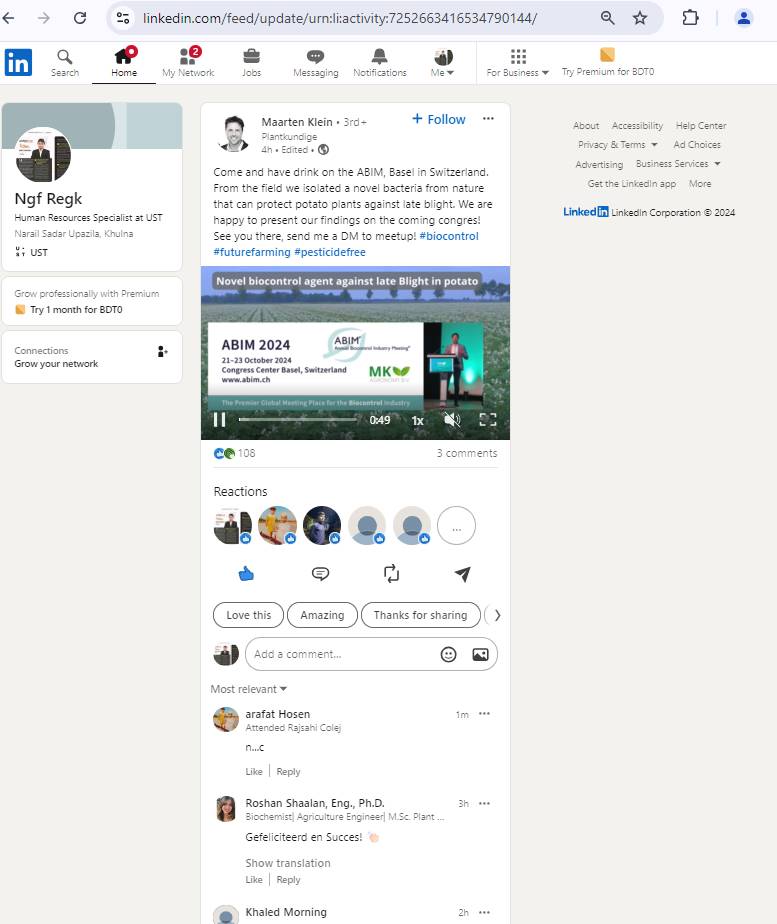 linkedin.com/feed/update/urn:li:activity:7252663416534790144/
in
Search
Home
2
My Network
Jobs
Messaging
Notifications
Me
For Business
Try Premium for BDT0
Ngf Regk
Human Resources Specialist at UST
Narail Sadar Upazila, Khulna
UST
Grow professionally with Premium
Try 1 month for BDT0
Connections
Grow your network
Maarten Klein • 3rd+
+ Follow
Plantkundige
4h • Edited •
Come and have drink on the ABIM, Basel in Switzerland.
From the field we isolated a novel bacteria from nature
that can protect potato plants against late blight. We are
happy to present our findings on the coming congres!
See you there, send me a DM to meetup! #biocontrol
#futurefarming #pesticidefree
Novel biocontrol agent against late Blight in potato
ABIM 2024
21–23 October 2024
Congress Center Basel, Switzerland
www.abim.ch
ABIM
Annual Biocontrol Industry Meeting
MK
AGRONOMY B.V.
The Premier Global Meeting Place for the Biocontrol Industry
0:49
1x
108
3 comments
Reactions
...
Love this
Amazing
Thanks for sharing
Add a comment...
Most relevant
arafat Hosen
1m
Attended Rajsahi Colej
n...c
Like
Reply
Roshan Shaalan, Eng., Ph.D.
3h
Biochemist| Agriculture Engineer| M.Sc. Plant ...
Gefeliciteerd en Succes! 👏🏻
Show translation
Like
Reply
Khaled Morning
2h
About
Accessibility
Help Center
Privacy & Terms
Ad Choices
Advertising
Business Services
Get the LinkedIn app
More
LinkedIn LinkedIn Corporation © 2024